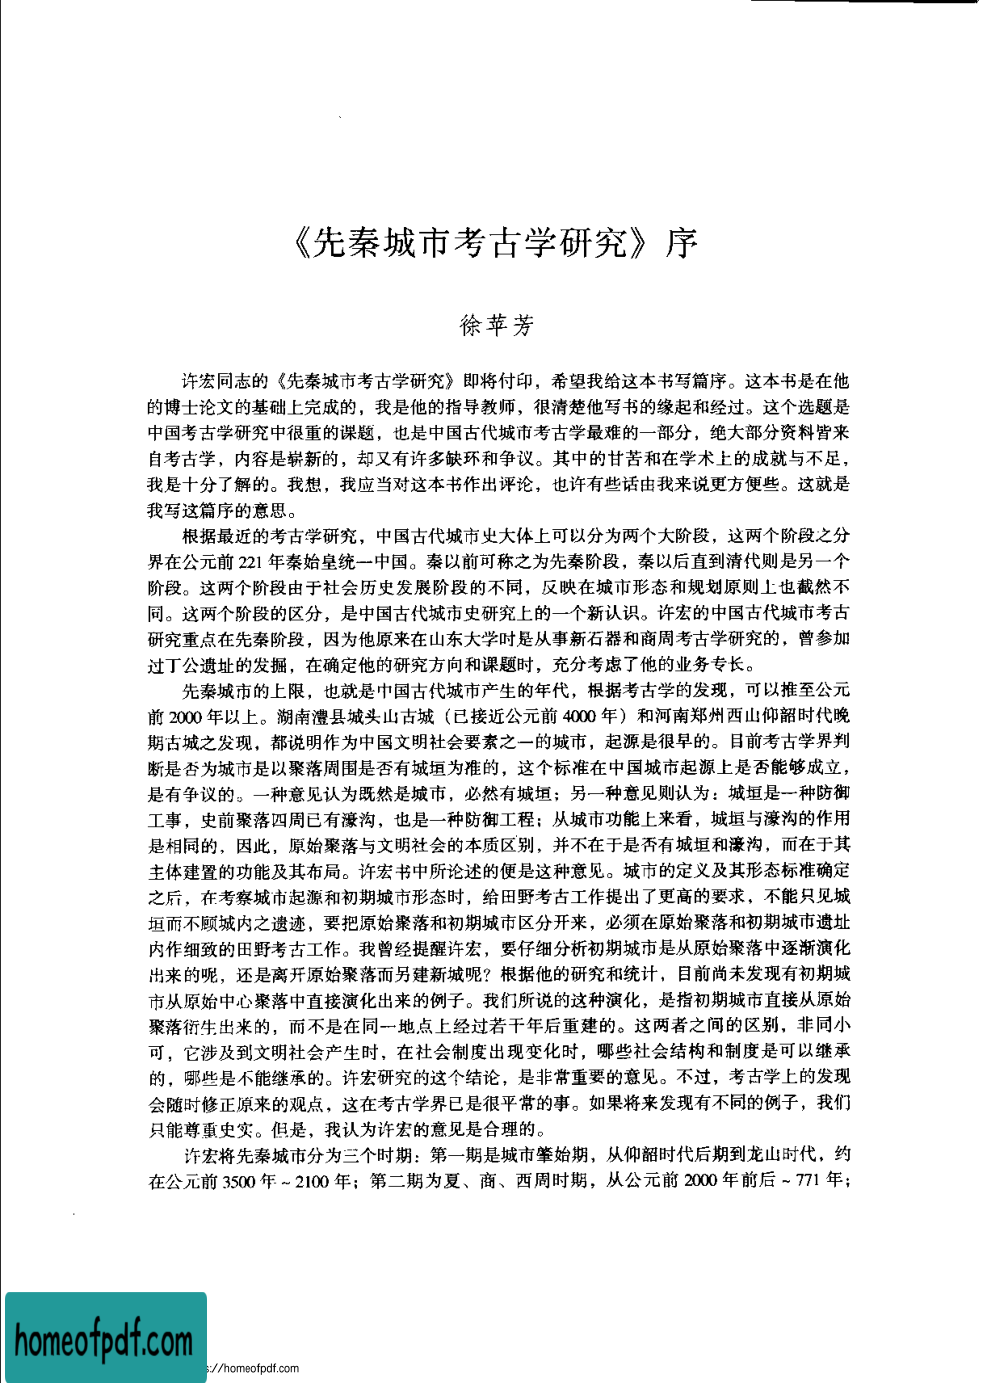 《先秦城市考古学研究》序
徐苹芳
许宏同志的《先秦城市考古学研究》即将付印，希望我给这本书写篇序。这本书是在他
的博士论文的基础上完成的，我是他的指导教师，很清楚他写书的缘起和经过。这个选题是
中国考古学研究中很重的课题，也是中国古代城市考古学最难的一部分，绝大部分资料皆来
自考古学，内容是崭新的，却又有许多缺环和争议。其中的甘苦和在学术上的成就与不足，
我是十分了解的。我想，我应当对这本书作出评论，也许有些话由我来说更方便些。这就是
我写这篇序的意思。
根据最近的考古学研究，中国古代城市史大体上可以分为两个大阶段，这两个阶段之分
界在公元前221年秦始皇统一中国。秦以前可称之为先秦阶段，秦以后直到清代则是另一个
阶段。这两个阶段由于社会历史发展阶段的不同，反映在城市形态和规划原则上也截然不
同。这两个阶段的区分，是中国古代城市史研究上的一个新认识。许宏的中国古代城市考古
研究重点在先秦阶段，因为他原来在山东大学时是从事新石器和商周考古学研究的，曾参加
过丁公遗址的发掘，在确定他的研究方向和课题时，充分考虑了他的业务专长。
先秦城市的上限，也就是中国古代城市产生的年代，根据考古学的发现，可以推至公元
前2000年以上。湖南澧县城头山古城（已接近公元前4000年）和河南郑州西山仰韶时代晚
期古城之发现，都说明作为中国文明社会要素之一的城市，起源是很早的。目前考古学界判
断是否为城市是以聚落周围是否有城垣为准的，这个标准在中国城市起源上是否能够成立，
是有争议的。一种意见认为既然是城市，必然有城垣；另一种意见则认为：城垣是一种防御
工事，史前聚落四周已有濠沟，也是一种防御工程；从城市功能上来看，城垣与濠沟的作用
是相同的，因此，原始聚落与文明社会的本质区别，并不在于是否有城垣和濠沟，而在于其
主体建置的功能及其布局。许宏书中所论述的便是这种意见。城市的定义及其形态标准确定
之后，在考察城市起源和初期城市形态时，给田野考古工作提出了更高的要求，不能只见城
垣而不顾城内之遗迹，要把原始聚落和初期城市区分开来，必须在原始聚落和初期城市遗址
内作细致的田野考古工作。我曾经提醒许宏，要仔细分析初期城市是从原始聚落中逐渐演化
出来的呢，还是离开原始聚落而另建新城呢？根据他的研究和统计，目前尚未发现有初期城
市从原始中心聚落中直接演化出来的例子。我们所说的这种演化，是指初期城市直接从原始
聚落衍生出来的，而不是在同一地点上经过若干年后重建的。这两者之间的区别，非同小
可，它涉及到文明社会产生时，在社会制度出现变化时，哪些社会结构和制度是可以继承
的，哪些是不能继承的。许宏研究的这个结论，是非常重要的意见。不过，考古学上的发现
会随时修正原来的观点，这在考古学界已是很平常的事。如果将来发现有不同的例子，我们
只能尊重史实。但是，我认为许宏的意见是合理的。
许宏将先秦城市分为三个时期：第一期是城市肇始期，从仰韶时代后期到龙山时代，约
在公元前3500年～2100年；第二期为夏、商、西周时期，从公元前2000年前后～771年；
homeofpdf.com
s://homeofpdf.com